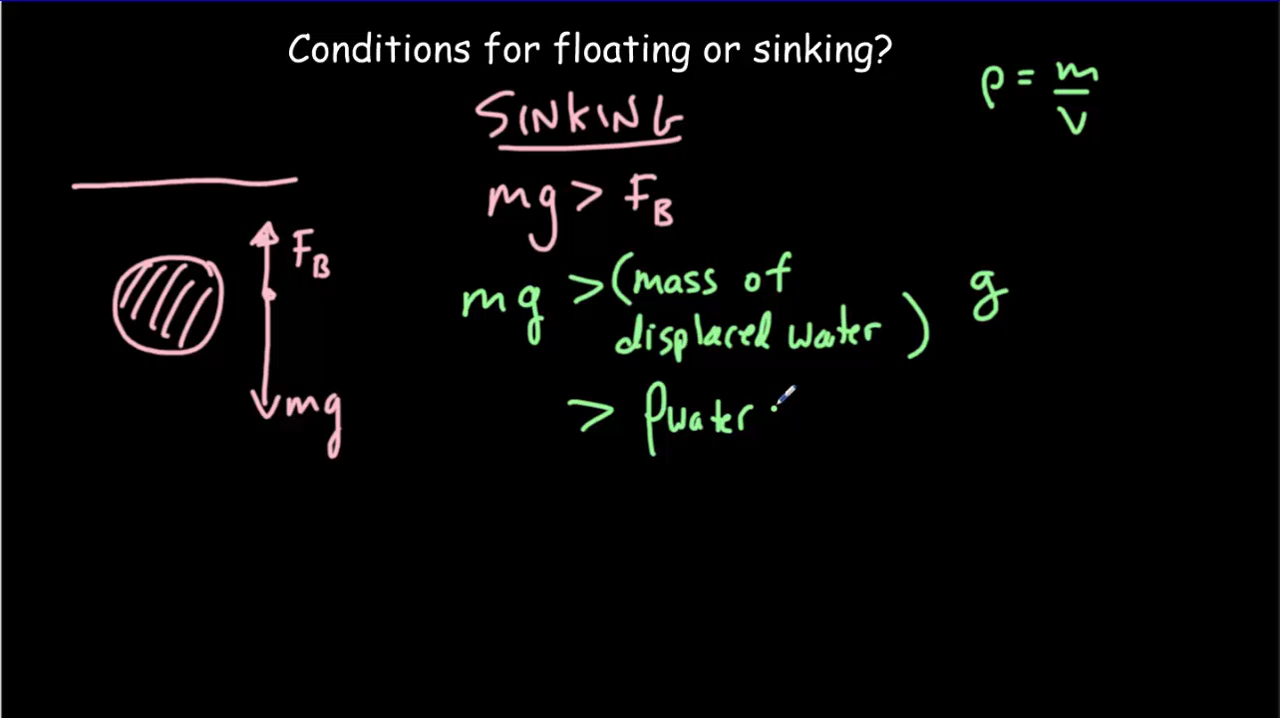 Conditions for floating or sinking?
ρ = m/v
SINKING
mg > F_B
F_B
mg
mg > (mass of displaced water) g
> ρwater ·